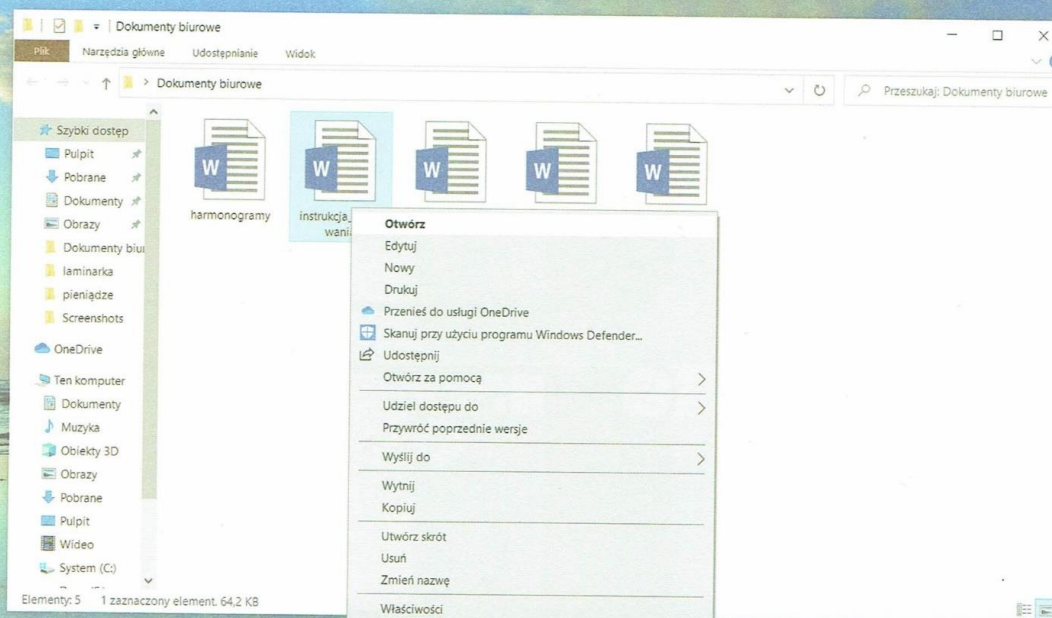 Dokumenty biurowe
Plik Narzędzia główne Udostępnianie Widok
Dokumenty biurowe
Przeszukaj: Dokumenty biurowe
Szybki dostęp
Pulpit
Pobrane
Dokumenty
Obrazy
Dokumenty biur
laminarka
pieniądze
Screenshots
OneDrive
Ten komputer
Dokumenty
Muzyka
Obiekty 3D
Obrazy
Pobrane
Pulpit
Wideo
System (C:)
W W W W W
harmonogramy
instrukcja_
wania
Otwórz
Edytuj
Nowy
Drukuj
Przenieś do usługi OneDrive
Skanuj przy użyciu programu Windows Defender...
Udostępnij
Otwórz za pomocą
Udziel dostępu do
Przywróć poprzednie wersje
Wyślij do
Wytnij
Kopiuj
Utwórz skrót
Usuń
Zmień nazwę
Właściwości
Elementy: 5 1 zaznaczony element. 64,2 KB